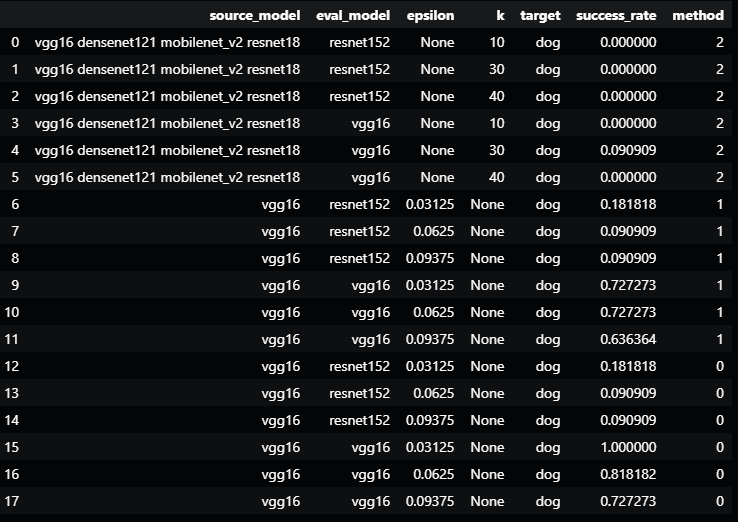 source_model eval_model epsilon k target success_rate method
0 vgg16 densenet121 mobilenet_v2 resnet18 resnet152 None 10 dog 0.000000 2
1 vgg16 densenet121 mobilenet_v2 resnet18 resnet152 None 30 dog 0.000000 2
2 vgg16 densenet121 mobilenet_v2 resnet18 resnet152 None 40 dog 0.000000 2
3 vgg16 densenet121 mobilenet_v2 resnet18 vgg16 None 10 dog 0.000000 2
4 vgg16 densenet121 mobilenet_v2 resnet18 vgg16 None 30 dog 0.090909 2
5 vgg16 densenet121 mobilenet_v2 resnet18 vgg16 None 40 dog 0.000000 2
6 vgg16 resnet152 0.03125 None dog 0.181818 1
7 vgg16 resnet152 0.0625 None dog 0.090909 1
8 vgg16 resnet152 0.09375 None dog 0.090909 1
9 vgg16 vgg16 0.03125 None dog 0.727273 1
10 vgg16 vgg16 0.0625 None dog 0.727273 1
11 vgg16 vgg16 0.09375 None dog 0.636364 1
12 vgg16 resnet152 0.03125 None dog 0.181818 0
13 vgg16 resnet152 0.0625 None dog 0.090909 0
14 vgg16 resnet152 0.09375 None dog 0.090909 0
15 vgg16 vgg16 0.03125 None dog 1.000000 0
16 vgg16 vgg16 0.0625 None dog 0.818182 0
17 vgg16 vgg16 0.09375 None dog 0.727273 0